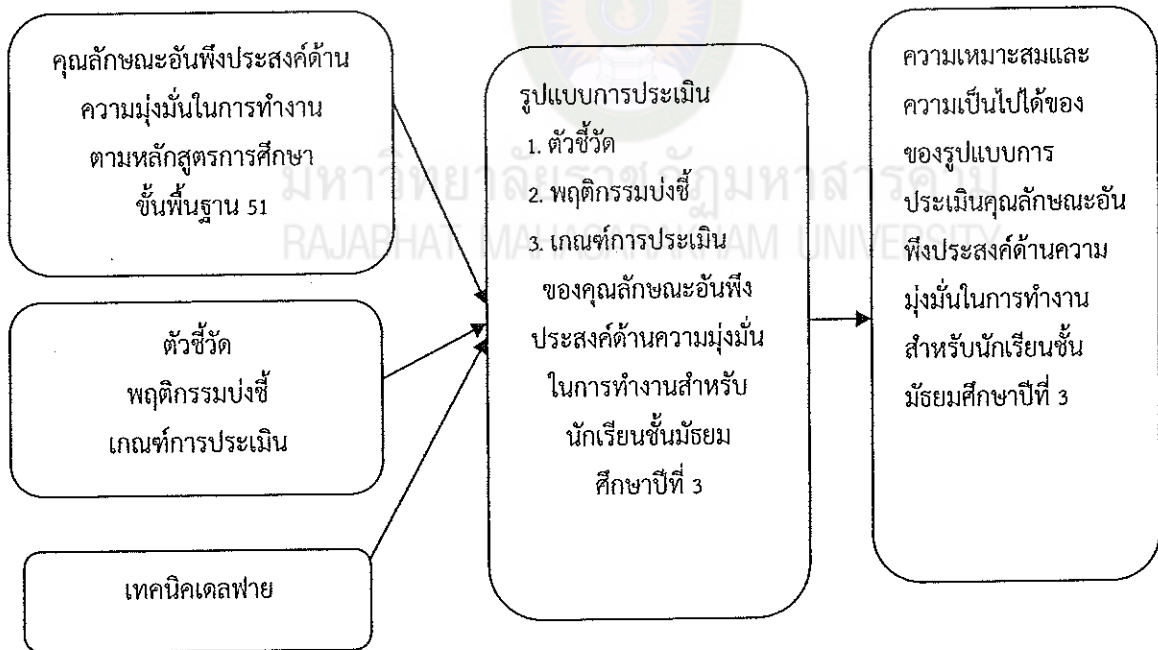 คุณลักษณะอันพึงประสงค์ด้าน
ความมุ่งมั่นในการทำงาน
ตามหลักสูตรการศึกษา
ขั้นพื้นฐาน 51
ตัวชี้วัด
พฤติกรรมบ่งชี้
เกณฑ์การประเมิน
เทคนิคเดลฟาย
รูปแบบการประเมิน
1. ตัวชี้วัด
2. พฤติกรรมบ่งชี้
3. เกณฑ์การประเมิน
ของคุณลักษณะอันพึง
ประสงค์ด้านความมุ่งมั่น
ในการทำงานสำหรับ
นักเรียนชั้นมัธยม
ศึกษาปีที่ 3
ความเหมาะสมและ
ความเป็นไปได้ของ
ของรูปแบบการ
ประเมินคุณลักษณะอัน
พึงประสงค์ด้านความ
มุ่งมั่นในการทำงาน
สำหรับนักเรียนชั้น
มัธยมศึกษาปีที่ 3
มหาวิทยาลัยราชภัฏมหาสารคาม
RAJABHAT MAHASARAKHAM UNIVERSITY